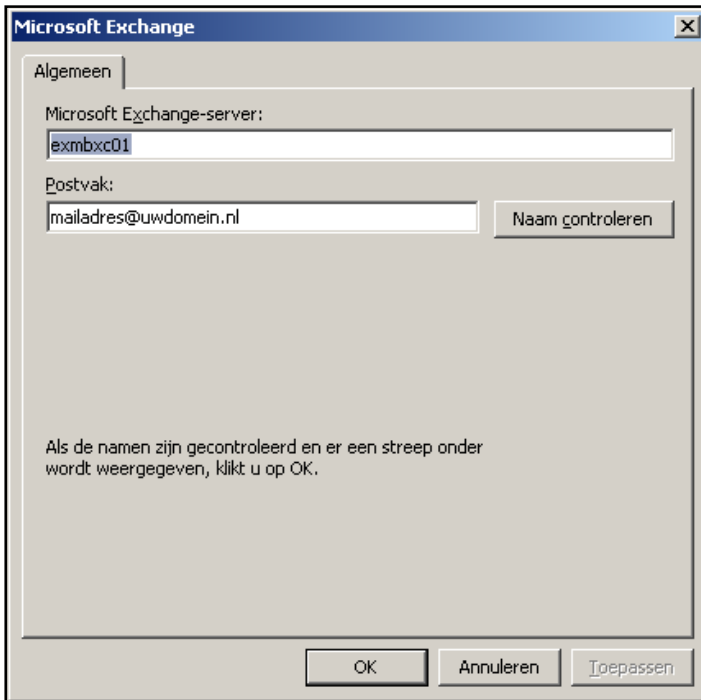 Microsoft Exchange
Algemeen
Microsoft Exchange-server:
exmbxc01
Postvak:
mailadres@uwdomein.nl
Naam controleren
Als de namen zijn gecontroleerd en er een streep onder
wordt weergegeven, klikt u op OK.
OK
Annuleren
Toepassen